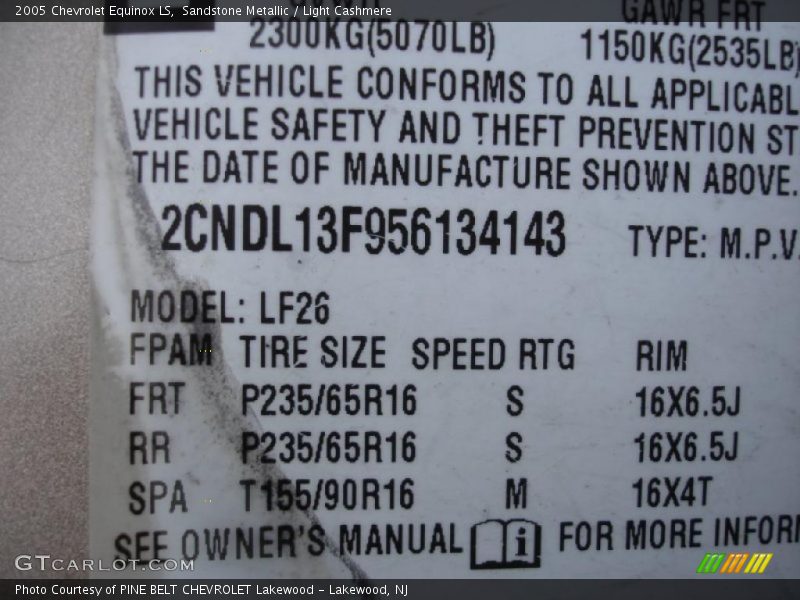 2005 Chevrolet Equinox LS, Sandstone Metallic / Light Cashmere
GAWR FRT
2300KG(5070LB) 1150KG(2535LB)
THIS VEHICLE CONFORMS TO ALL APPLICABL
VEHICLE SAFETY AND THEFT PREVENTION ST
THE DATE OF MANUFACTURE SHOWN ABOVE.
2CNDL13F956134143 TYPE: M.P.V.
MODEL: LF26
FPAM TIRE SIZE SPEED RTG RIM
FRT P235/65R16 S 16X6.5J
RR P235/65R16 S 16X6.5J
SPA T155/90R16 M 16X4T
SEE OWNER'S MANUAL i FOR MORE INFORM
GTcarlot.com
Photo Courtesy of PINE BELT CHEVROLET Lakewood - Lakewood, NJ